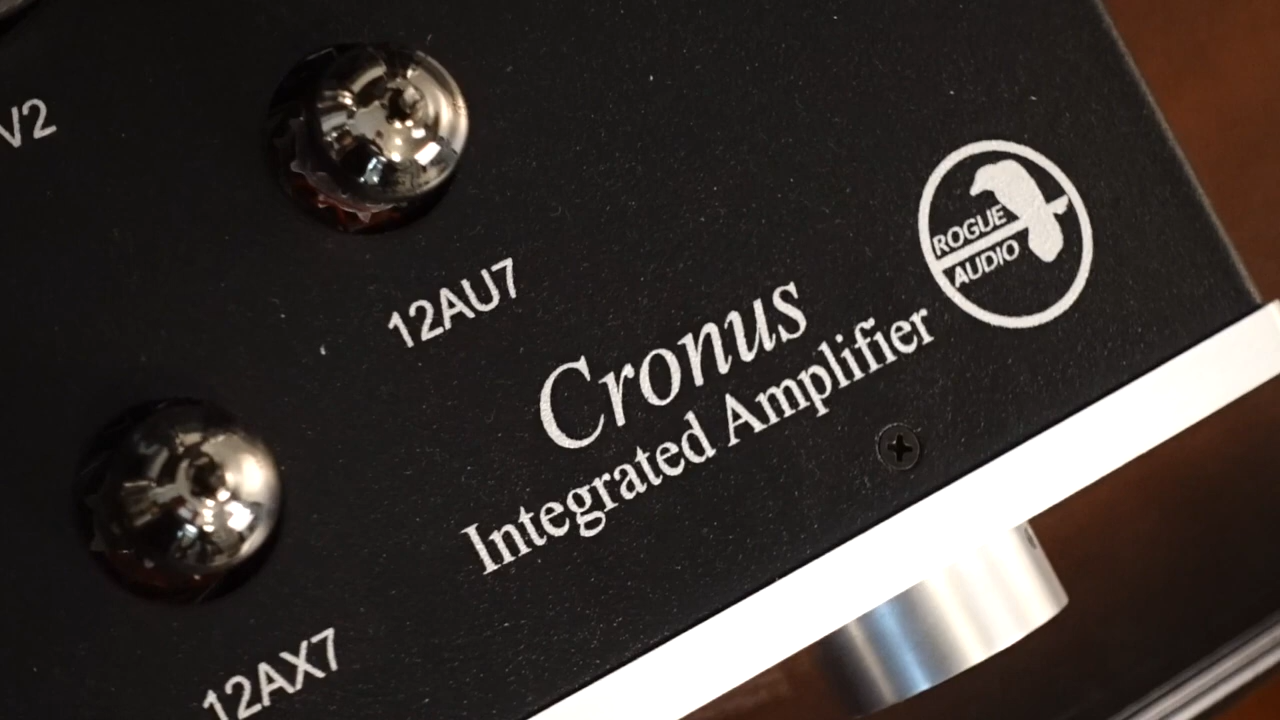 V2
12AU7
Cronus
Integrated Amplifier
ROGUE
AUDIO
12AX7